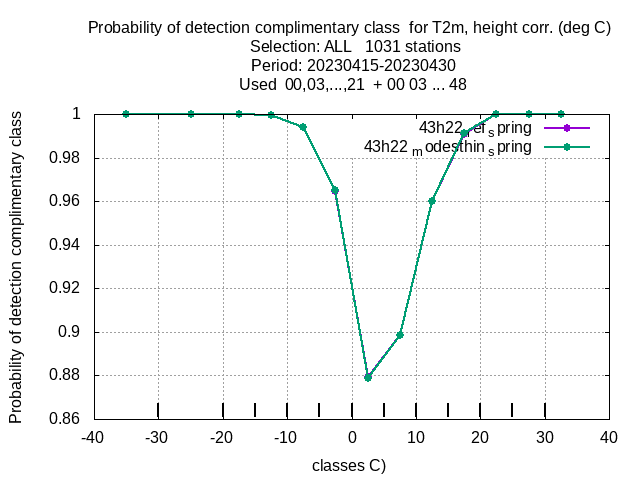 Probability of detection complimentary class  for T2m, height corr. (deg C)
Selection: ALL   1031 stations
Period: 20230415-20230430
Used  00,03,...,21  + 00 03 ... 48
Probability of detection complimentary class
1
0.98
0.96
0.94
0.92
0.9
0.88
0.86
43h22_ref_spring
43h22_modesthin_spring
-40 -30 -20 -10 0 10 20 30 40
classes C)